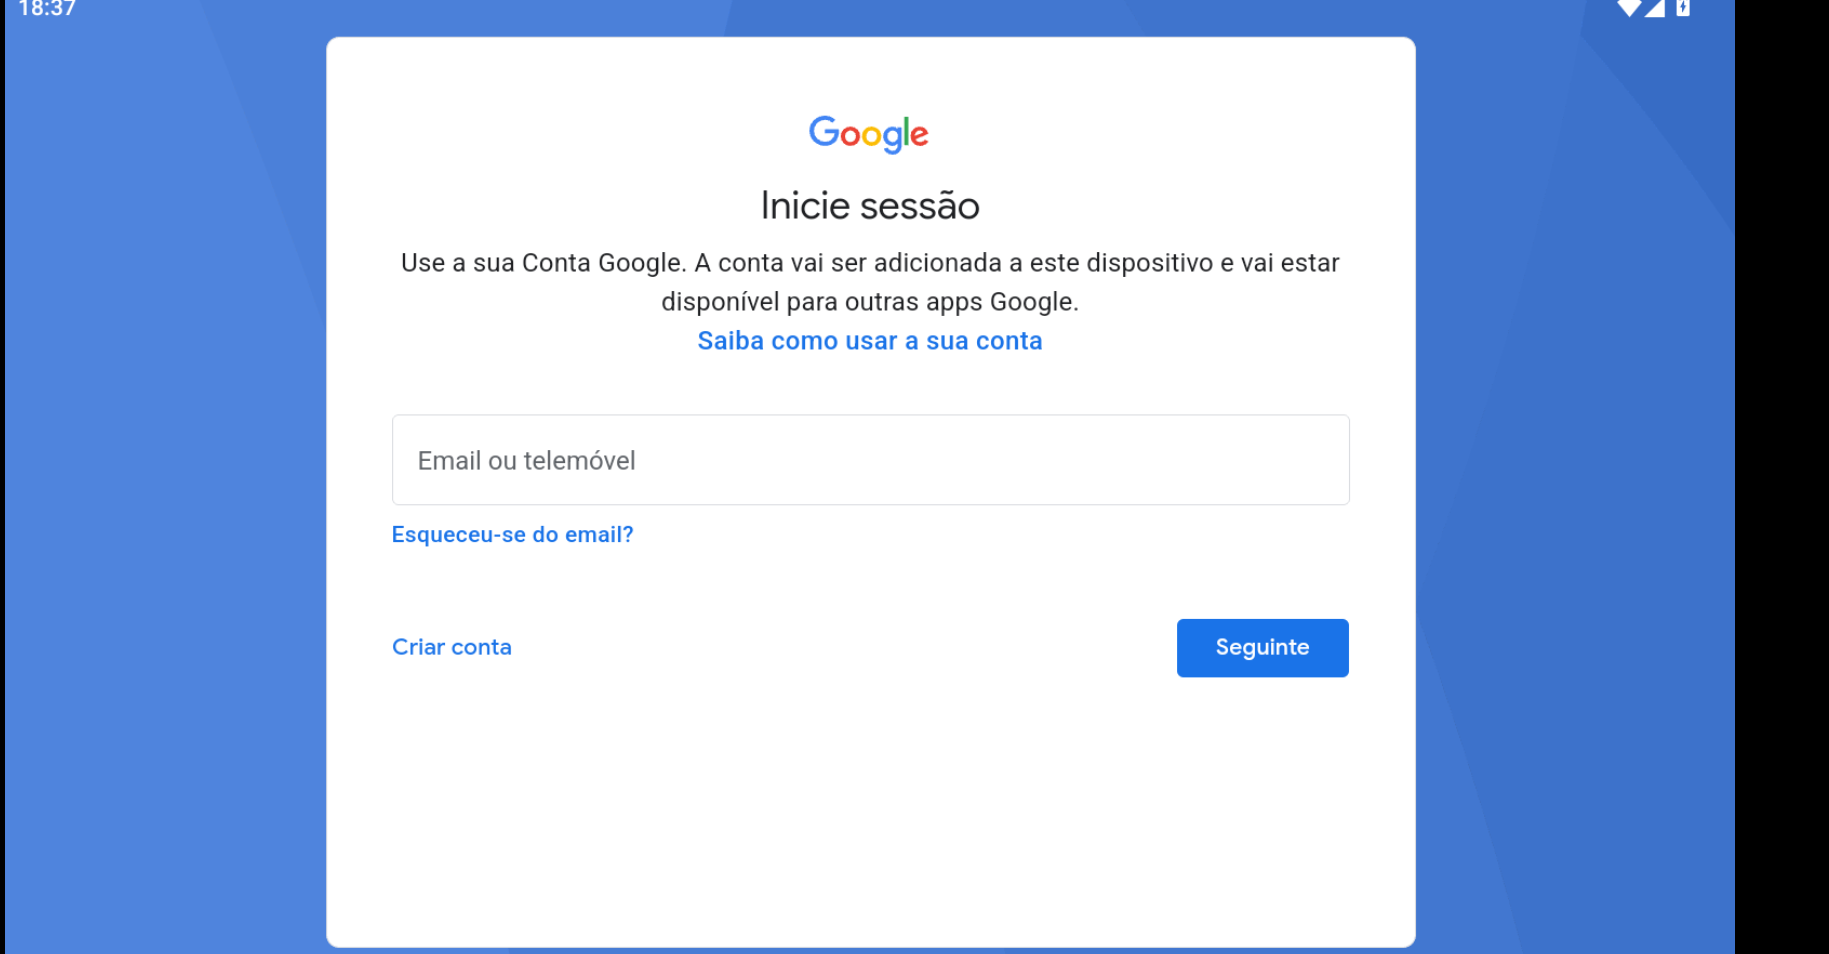 18:37
Google
Inicie sessão
Use a sua Conta Google. A conta vai ser adicionada a este dispositivo e vai estar
disponível para outras apps Google.
Saiba como usar a sua conta
Email ou telemóvel
Esqueceu-se do email?
Criar conta
Seguinte